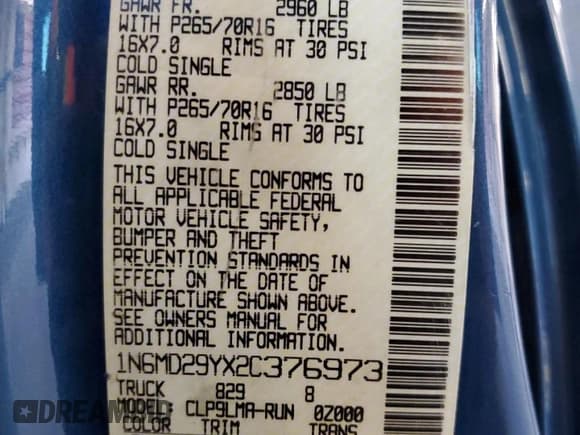 GAWR FR. 2960 LB
WITH P265/70R16 TIRES
16X7.0 RIMS AT 30 PSI
COLD SINGLE
GAWR RR. 2850 LB
WITH P265/70R16 TIRES
16X7.0 RIMS AT 30 PSI
COLD SINGLE
THIS VEHICLE CONFORMS TO
ALL APPLICABLE FEDERAL
MOTOR VEHICLE SAFETY,
BUMPER AND THEFT
PREVENTION STANDARDS IN
EFFECT ON THE DATE OF
MANUFACTURE SHOWN ABOVE.
SEE OWNERS MANUAL FOR
ADDITIONAL INFORMATION.
1N6MD29YX2C376973
TRUCK 829 8
MODEL: CLP9LMA-RUN 0Z000
COLOR TRIM TRANS